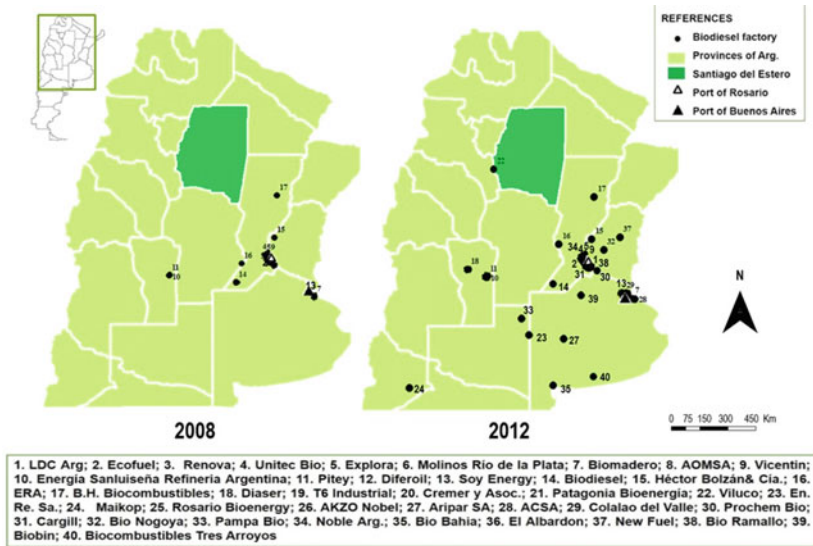 REFERENCES
Biodiesel factory
Provinces of Arg.
Santiago del Estero
Port of Rosario
Port of Buenos Aires
17
15
16
14
11
10
13
7
2008
17
15
37
16
34
9
32
2
1
38
31
30
18
11
10
14
39
13
29
7
28
33
23
27
40
35
24
2012
N
0 75 150 300 450 Km
1. LDC Arg; 2. Ecofuel; 3. Renova; 4. Unitec Bio; 5. Explora; 6. Molinos Río de la Plata; 7. Biomadero; 8. AOMSA; 9. Vicentin;
10. Energía Sanluiseña Refineria Argentina; 11. Pitey; 12. Diferoil; 13. Soy Energy; 14. Biodiesel; 15. Héctor Bolzán& Cía.; 16.
ERA; 17. B.H. Biocombustibles; 18. Diaser; 19. T6 Industrial; 20. Cremer y Asoc.; 21. Patagonia Bioenergía; 22. Viluco; 23. En.
Re. Sa.; 24. Maikop; 25. Rosario Bioenergy; 26. AKZO Nobel; 27. Aripar SA; 28. ACSA; 29. Colalao del Valle; 30. Prochem Bio;
31. Cargill; 32. Bio Nogoya; 33. Pampa Bio; 34. Noble Arg.; 35. Bio Bahia; 36. El Albardon; 37. New Fuel; 38. Bio Ramallo; 39.
Biobin; 40. Biocombustibles Tres Arroyos